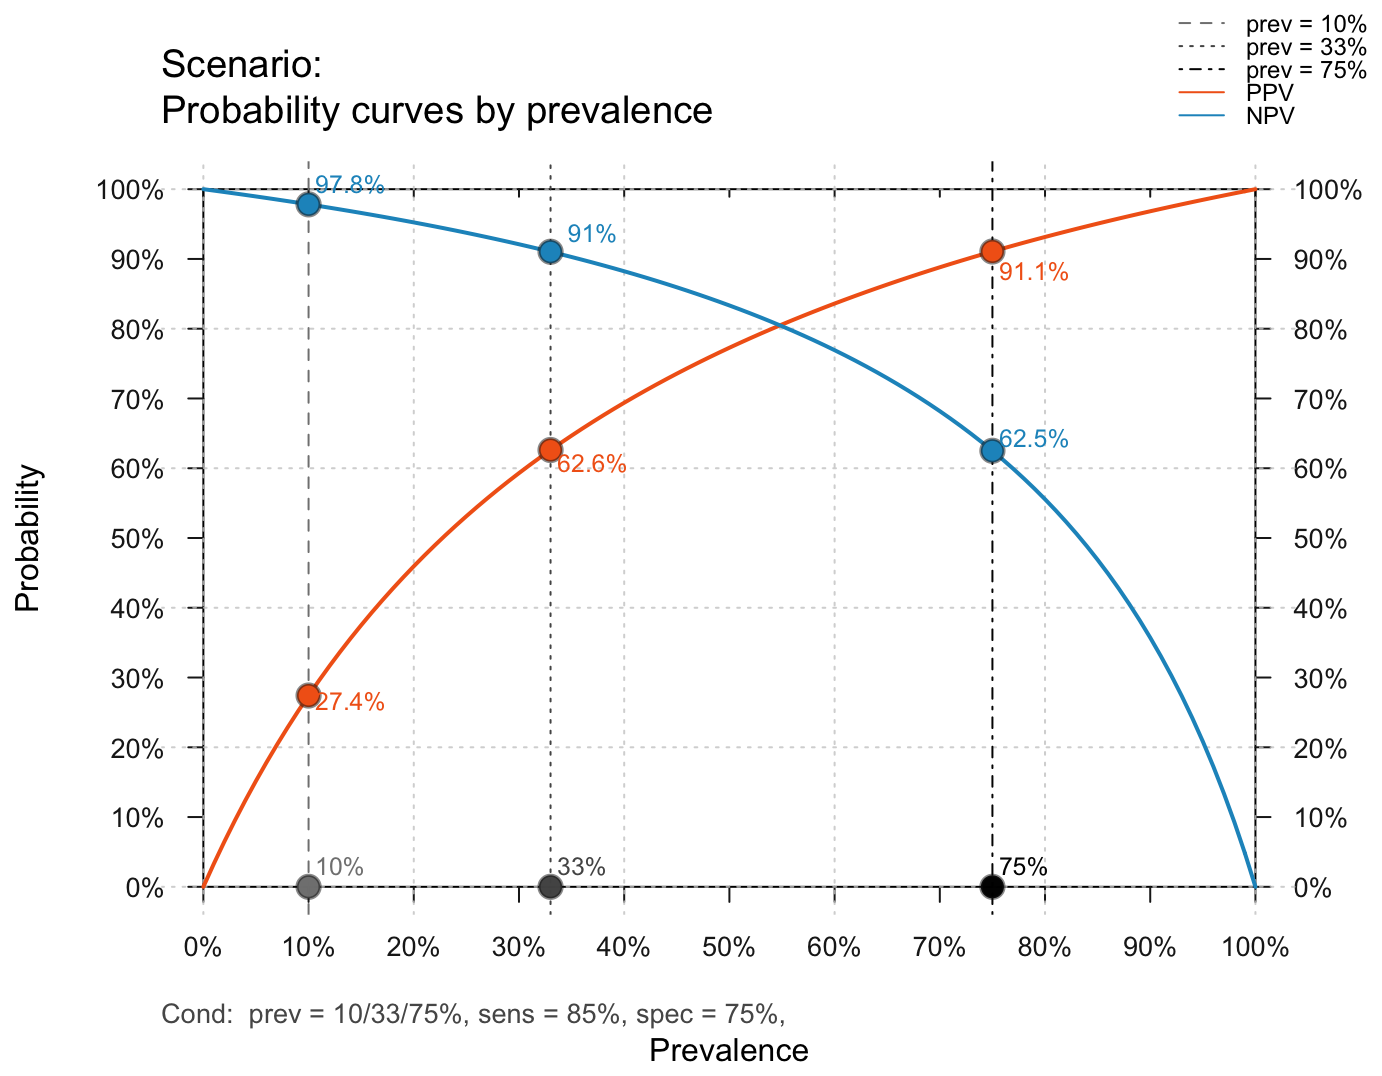 prev = 10%
prev = 33%
prev = 75%
PPV
NPV
Scenario:
Probability curves by prevalence
97.8%
91%
91.1%
62.5%
62.6%
27.4%
10%
33%
75%
100%
90%
80%
70%
60%
50%
40%
30%
20%
10%
0%
100%
90%
80%
70%
60%
50%
40%
30%
20%
10%
0%
Probability
0% 10% 20% 30% 40% 50% 60% 70% 80% 90% 100%
Cond:  prev = 10/33/75%, sens = 85%, spec = 75%,
Prevalence